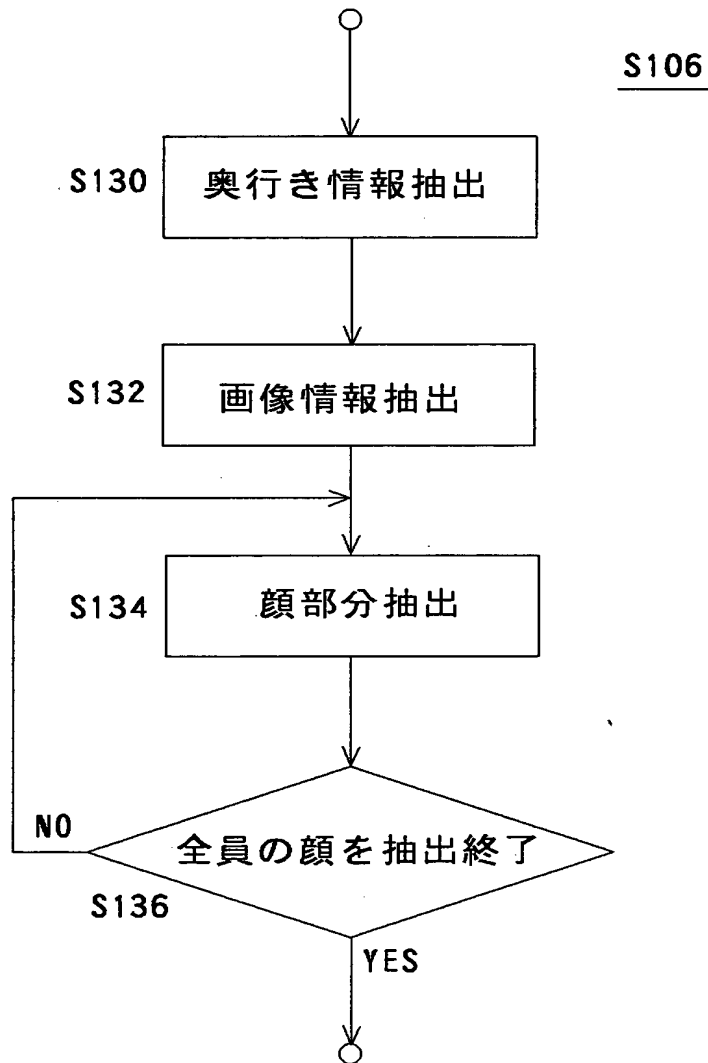 S106
S130
奥行き情報抽出
S132
画像情報抽出
S134
顔部分抽出
NO
全員の顔を抽出終了
S136
YES